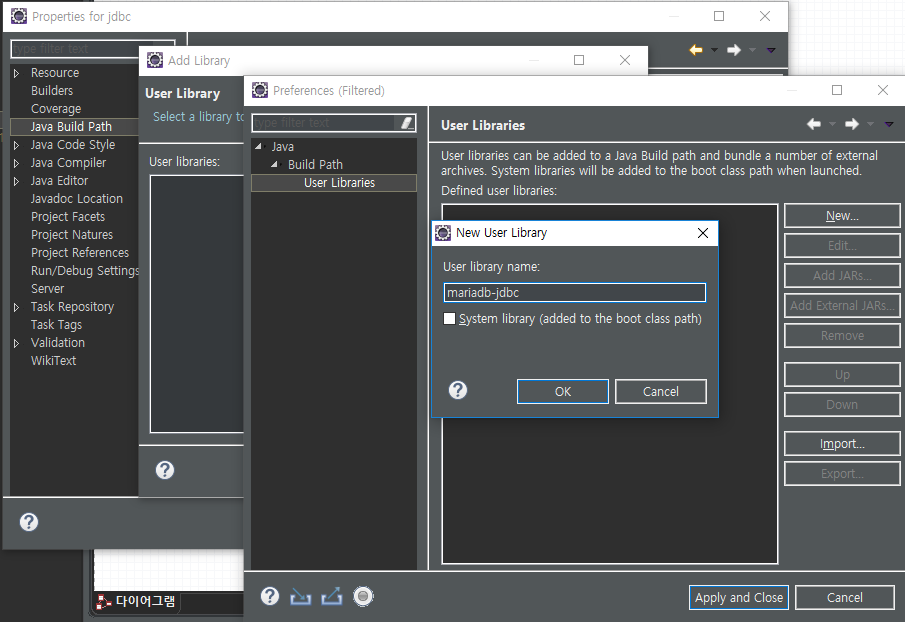 Properties for jdbc
type filter text
Resource
Builders
Coverage
Java Build Path
Java Code Style
Java Compiler
Java Editor
Javadoc Location
Project Facets
Project Natures
Project References
Run/Debug Settings
Server
Task Repository
Task Tags
Validation
WikiText
Add Library
User Library
Select a library to
User libraries:
Preferences (Filtered)
type filter text
Java
Build Path
User Libraries
User Libraries
User libraries can be added to a Java Build path and bundle a number of external
archives. System libraries will be added to the boot class path when launched.
Defined user libraries:
New...
Edit...
Add JARs...
Add External JARs...
Remove
Up
Down
Import...
Export...
New User Library
User library name:
mariadb-jdbc
System library (added to the boot class path)
OK
Cancel
Apply and Close
Cancel
다이어그램